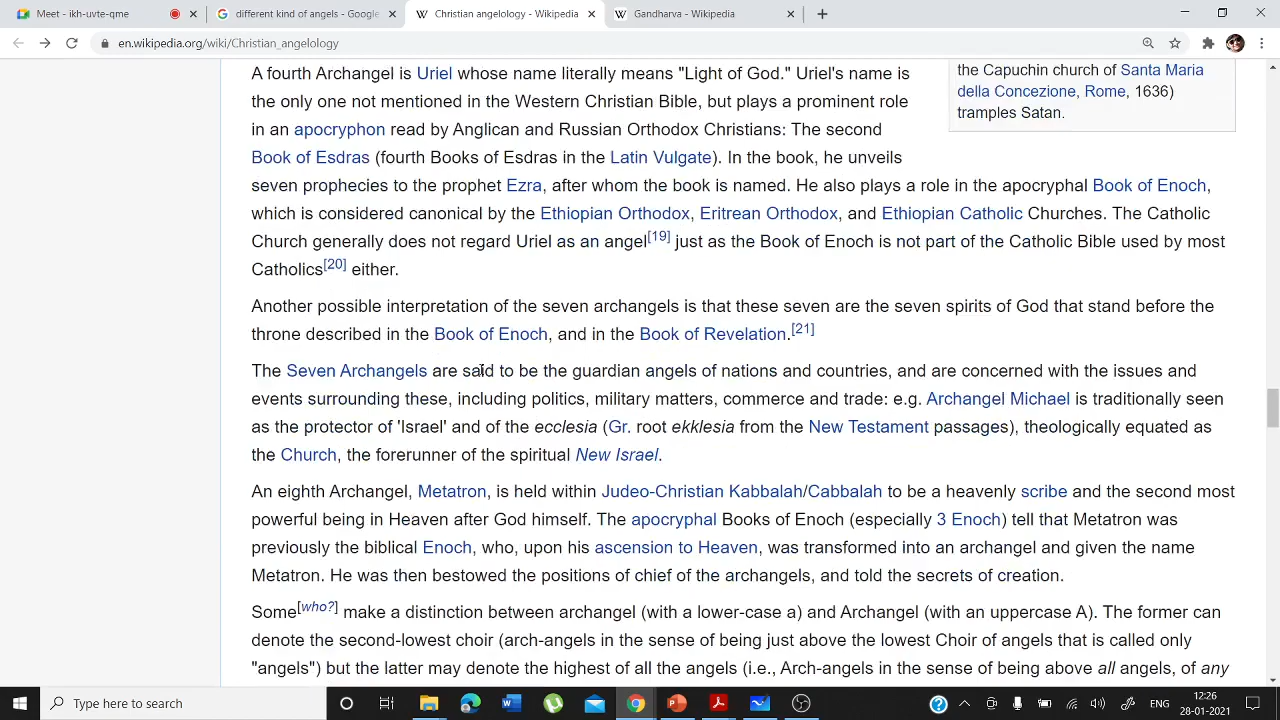 Meet - ikh-uvte-qme
different kind of angels - Google
Christian angelology - Wikipedia
Gandharva - Wikipedia
en.wikipedia.org/wiki/Christian_angelology
A fourth Archangel is Uriel whose name literally means "Light of God." Uriel's name is
the only one not mentioned in the Western Christian Bible, but plays a prominent role
in an apocryphon read by Anglican and Russian Orthodox Christians: The second
Book of Esdras (fourth Books of Esdras in the Latin Vulgate). In the book, he unveils
seven prophecies to the prophet Ezra, after whom the book is named. He also plays a role in the apocryphal Book of Enoch,
which is considered canonical by the Ethiopian Orthodox, Eritrean Orthodox, and Ethiopian Catholic Churches. The Catholic
Church generally does not regard Uriel as an angel[19] just as the Book of Enoch is not part of the Catholic Bible used by most
Catholics[20] either.
the Capuchin church of Santa Maria
della Concezione, Rome, 1636)
tramples Satan.
Another possible interpretation of the seven archangels is that these seven are the seven spirits of God that stand before the
throne described in the Book of Enoch, and in the Book of Revelation.[21]
The Seven Archangels are said to be the guardian angels of nations and countries, and are concerned with the issues and
events surrounding these, including politics, military matters, commerce and trade: e.g. Archangel Michael is traditionally seen
as the protector of 'Israel' and of the ecclesia (Gr. root ekklesia from the New Testament passages), theologically equated as
the Church, the forerunner of the spiritual New Israel.
An eighth Archangel, Metatron, is held within Judeo-Christian Kabbalah/Cabbalah to be a heavenly scribe and the second most
powerful being in Heaven after God himself. The apocryphal Books of Enoch (especially 3 Enoch) tell that Metatron was
previously the biblical Enoch, who, upon his ascension to Heaven, was transformed into an archangel and given the name
Metatron. He was then bestowed the positions of chief of the archangels, and told the secrets of creation.
Some[who?] make a distinction between archangel (with a lower-case a) and Archangel (with an uppercase A). The former can
denote the second-lowest choir (arch-angels in the sense of being just above the lowest Choir of angels that is called only
"angels") but the latter may denote the highest of all the angels (i.e., Arch-angels in the sense of being above all angels, of any
Type here to search
ENG
12:26
28-01-2021